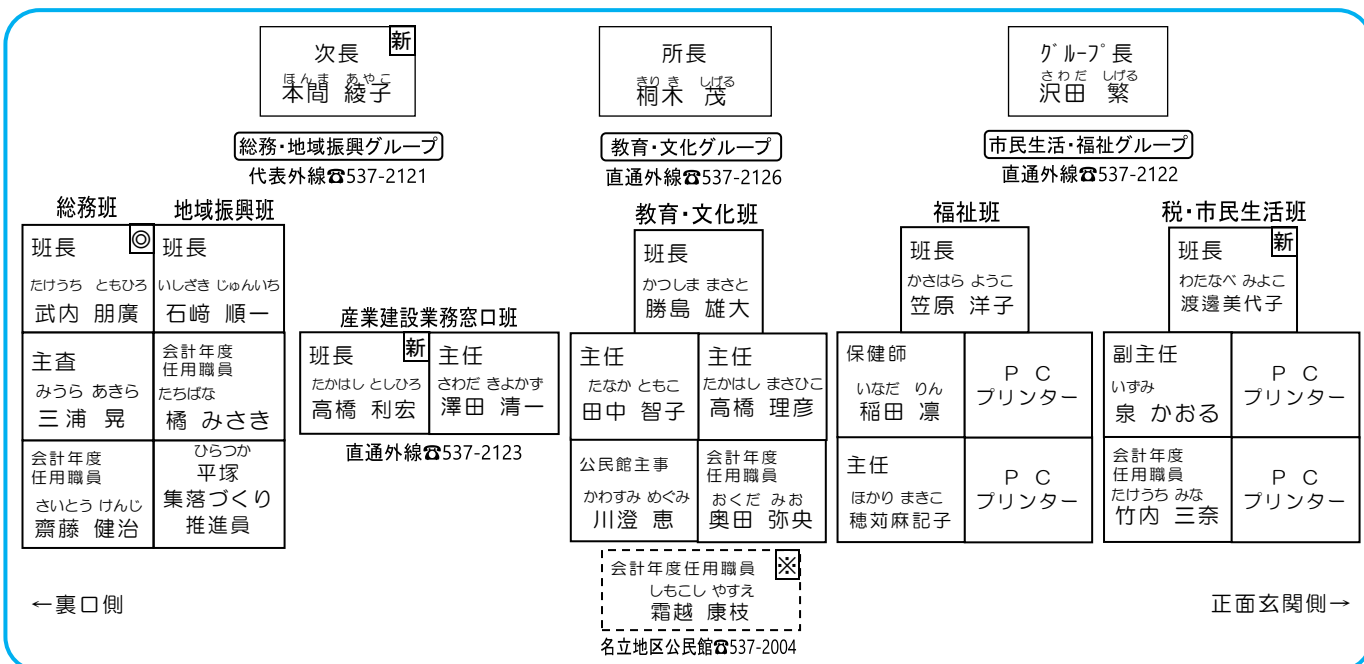 次長 新
ほんま あやこ
本間 綾子
所長
きりき しげる
桐木 茂
グループ長
さわだ しげる
沢田 繁
総務・地域振興グループ
代表外線☎537-2121
教育・文化グループ
直通外線☎537-2126
市民生活・福祉グループ
直通外線☎537-2122
総務班
班長 ◎
たけうち ともひろ
武内 朋廣
主査
みうら あきら
三浦 晃
会計年度
任用職員
さいとう けんじ
齋藤 健治
地域振興班
班長
いしざき じゅんいち
石﨑 順一
会計年度
任用職員
たちばな
橘 みさき
ひらつか
平塚
集落づくり
推進員
産業建設業務窓口班
班長 新
たかはし としひろ
高橋 利宏
主任
さわだ きよかず
澤田 清一
直通外線☎537-2123
教育・文化班
班長
かつしま まさと
勝島 雄大
主任
たなか ともこ
田中 智子
主任
たかはし まさひこ
高橋 理彦
公民館主事
かわすみ めぐみ
川澄 恵
会計年度
任用職員
おくだ みお
奥田 弥央
会計年度任用職員 ※
しもこし やすえ
霜越 康枝
名立地区公民館☎537-2004
福祉班
班長
かさはら ようこ
笠原 洋子
保健師
いなだ りん
稲田 凛
ＰＣ
プリンター
主任
ほかり まきこ
穂苅麻記子
ＰＣ
プリンター
税・市民生活班
班長 新
わたなべ みよこ
渡邊美代子
副主任
いずみ
泉 かおる
ＰＣ
プリンター
会計年度
任用職員
たけうち みな
竹内 三奈
ＰＣ
プリンター
←裏口側
正面玄関側→